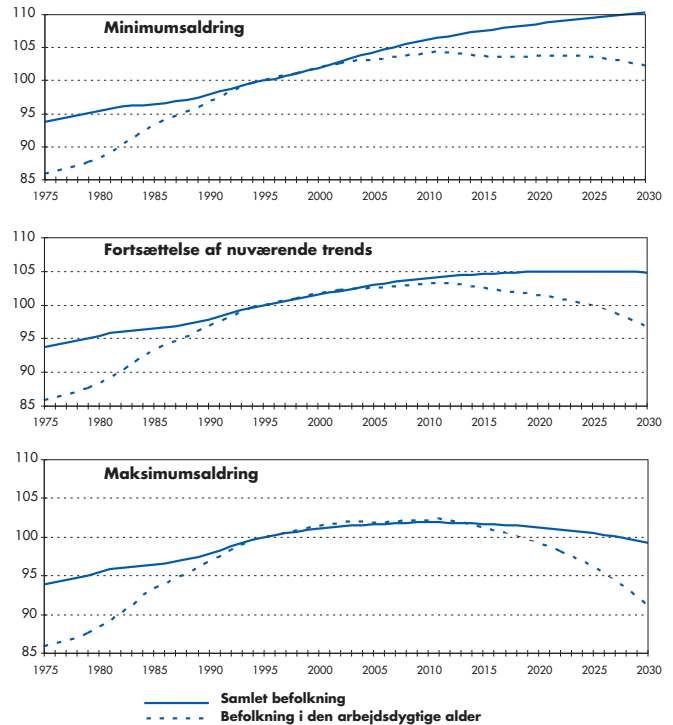 Minimumsaldring
110
105
100
95
90
85
1975 1980 1985 1990 1995 2000 2005 2010 2015 2020 2025 2030
Fortsættelse af nuværende trends
110
105
100
95
90
85
1975 1980 1985 1990 1995 2000 2005 2010 2015 2020 2025 2030
Maksimumsaldring
110
105
100
95
90
85
1975 1980 1985 1990 1995 2000 2005 2010 2015 2020 2025 2030
Samlet befolkning
Befolkning i den arbejdsdygtige alder